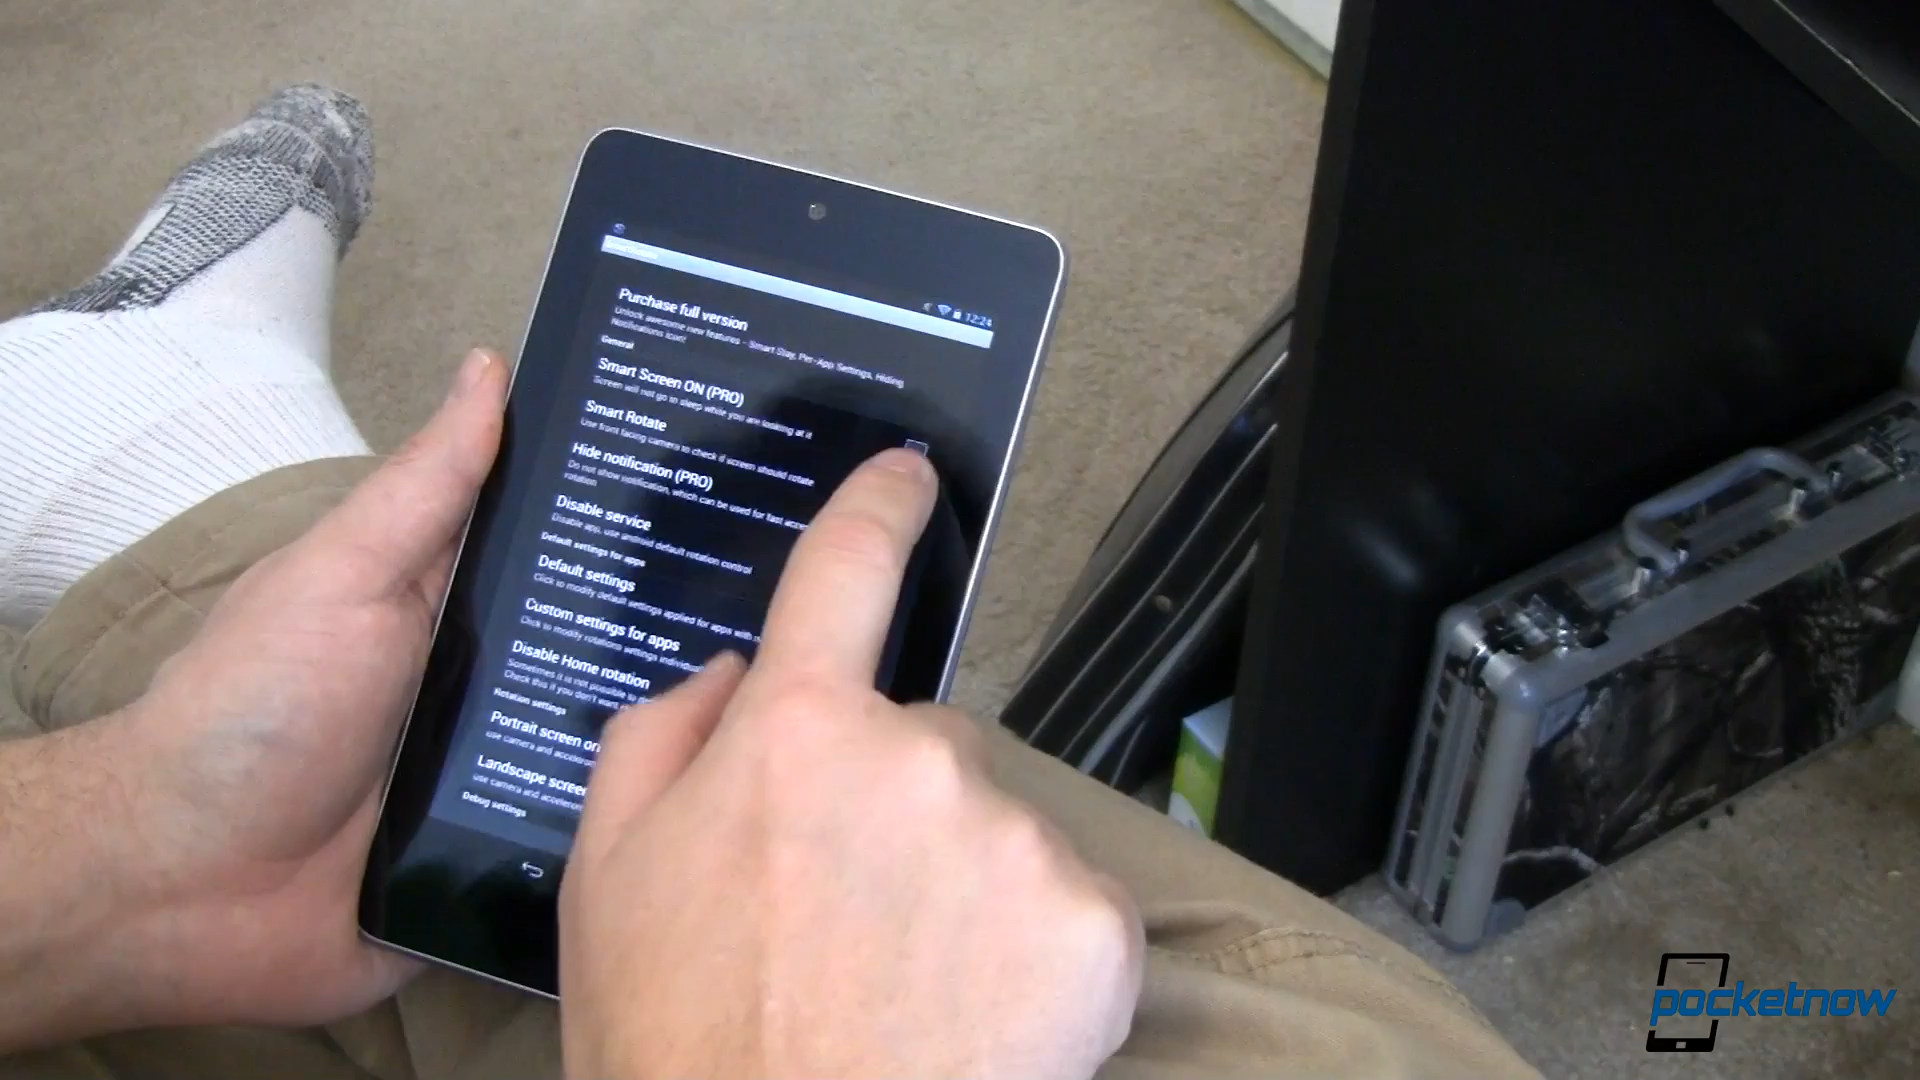 12:24
Purchase full version
Unlock awesome new features - Smart Stay, Per-App Settings, Hiding
Notifications Icon!
General
Smart Screen ON (PRO)
Screen will not go to sleep while you are looking at it
Smart Rotate
Use front facing camera to check if screen should rotate
Hide notification (PRO)
Do not show notification, which can be used for fast
rotation
Disable service
Disable app, use android default rotation control
Default settings for apps
Default settings
Click to modify default settings applied for apps with
Custom settings for apps
Click to modify rotations settings
Disable Home rotation
Sometimes it is not possible to
Check this if you don't want
Rotation settings
Portrait screen
use camera and
Landscape
use camera and
Debug settings
pocketnow